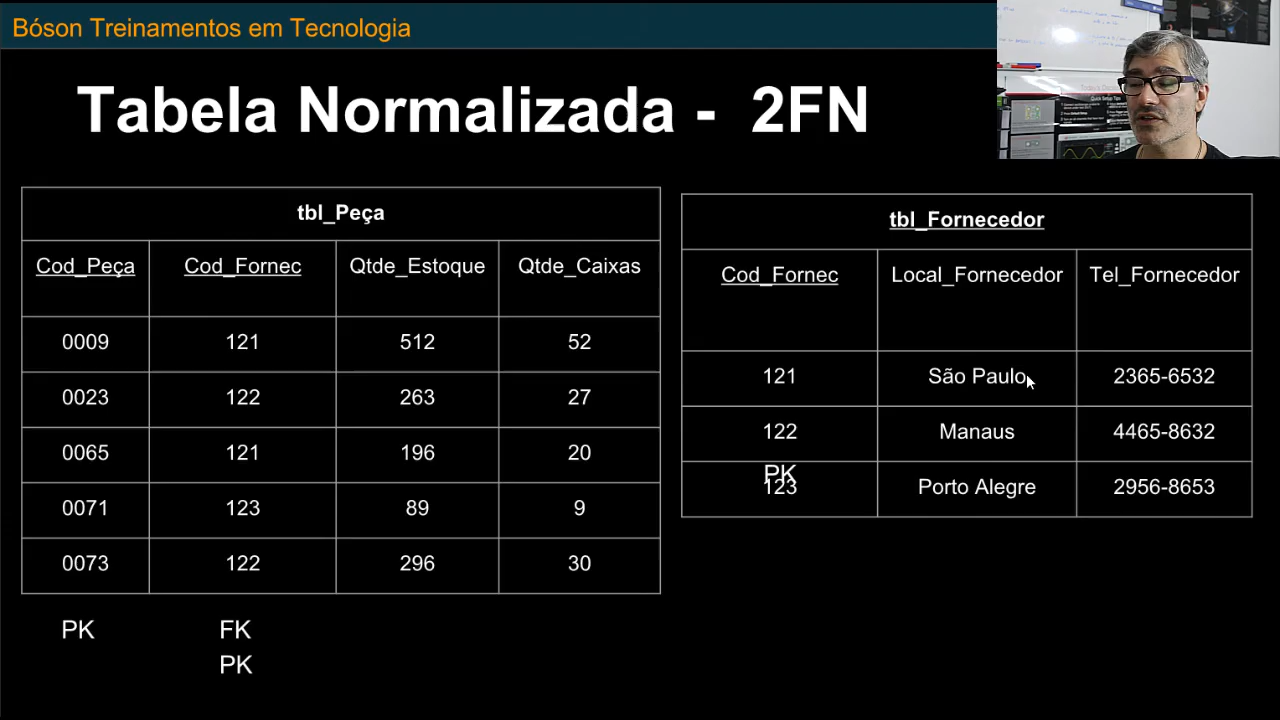 Bóson Treinamentos em Tecnologia
Tabela Normalizada - 2FN
tbl_Peça
Cod_Peça Cod_Fornec Qtde_Estoque Qtde_Caixas
0009 121 512 52
0023 122 263 27
0065 121 196 20
0071 123 89 9
0073 122 296 30
PK FK
PK
tbl_Fornecedor
Cod_Fornec Local_Fornecedor Tel_Fornecedor
121 São Paulo 2365-6532
122 Manaus 4465-8632
PK
123 Porto Alegre 2956-8653